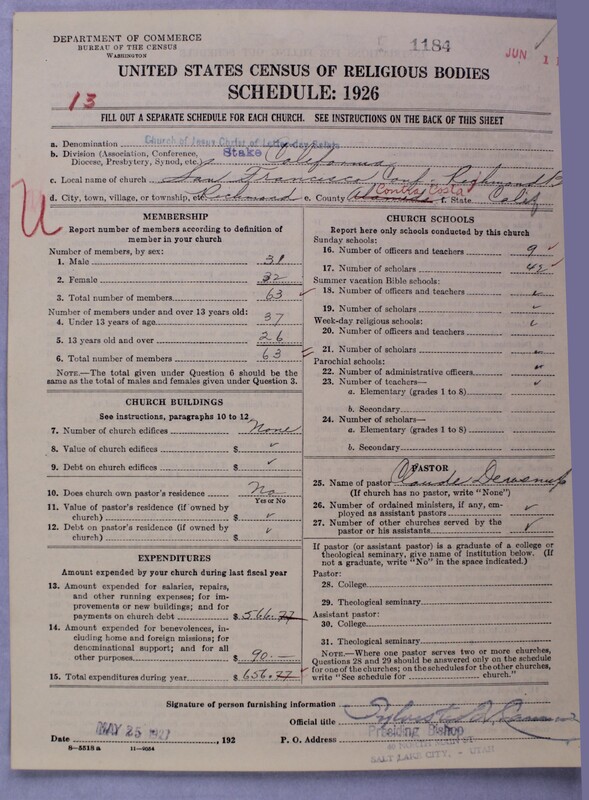 DEPARTMENT OF COMMERCE
BUREAU OF THE CENSUS
WASHINGTON
1184
JUN 1
UNITED STATES CENSUS OF RELIGIOUS BODIES
SCHEDULE: 1926
13
FILL OUT A SEPARATE SCHEDULE FOR EACH CHURCH. SEE INSTRUCTIONS ON THE BACK OF THIS SHEET
a. Denomination Church of Jesus Christ of Latter-day Saints
b. Division (Association, Conference, Diocese, Presbytery, Synod, etc.) Stake California
c. Local name of church San Francisco Conf. Richmond Br
d. City, town, village, or township, etc. Richmond e. County Alameda Contra Costa f. State Calif
MEMBERSHIP
Report number of members according to definition of
member in your church
Number of members, by sex:
1. Male 31
2. Female 32
3. Total number of members 63
Number of members under and over 13 years old:
4. Under 13 years of age 37
5. 13 years old and over 26
6. Total number of members 63
NOTE.—The total given under Question 6 should be the
same as the total of males and females given under Question 3.
CHURCH BUILDINGS
See instructions, paragraphs 10 to 12
7. Number of church edifices None
8. Value of church edifices $
9. Debt on church edifices $
10. Does church own pastor's residence No
Yes or No
11. Value of pastor's residence (if owned by
church) $
12. Debt on pastor's residence (if owned by
church) $
EXPENDITURES
Amount expended by your church during last fiscal year
13. Amount expended for salaries, repairs,
and other running expenses; for im-
provements or new buildings; and for
payments on church debt $ 566.77
14. Amount expended for benevolences,
including home and foreign missions; for
denominational support; and for all
other purposes $ 90.—
15. Total expenditures during year $ 656.77
CHURCH SCHOOLS
Report here only schools conducted by this church
Sunday schools:
16. Number of officers and teachers 9
17. Number of scholars 42
Summer vacation Bible schools:
18. Number of officers and teachers
19. Number of scholars
Week-day religious schools:
20. Number of officers and teachers
21. Number of scholars
Parochial schools:
22. Number of administrative officers
23. Number of teachers—
a. Elementary (grades 1 to 8)
b. Secondary
24. Number of scholars—
a. Elementary (grades 1 to 8)
b. Secondary
PASTOR
25. Name of pastor Claude
(If church has no pastor, write "None")
26. Number of ordained ministers, if any, em-
ployed as assistant pastors
27. Number of other churches served by the
pastor or his assistants
If pastor (or assistant pastor) is a graduate of a college or
theological seminary, give name of institution below. (If
not a graduate, write "No" in the space indicated.)
Pastor:
28. College
29. Theological seminary
Assistant pastor:
30. College
31. Theological seminary
NOTE.—Where one pastor serves two or more churches,
Questions 28 and 29 should be answered only on the schedule
for one of the churches; on the schedules for the other churches,
write "See schedule for church."
Signature of person furnishing information
Official title Presiding Bishop
Date MAY 25 1927, 192 P. O. Address
SALT LAKE CITY, - UTAH
8—5518 a 11—9034